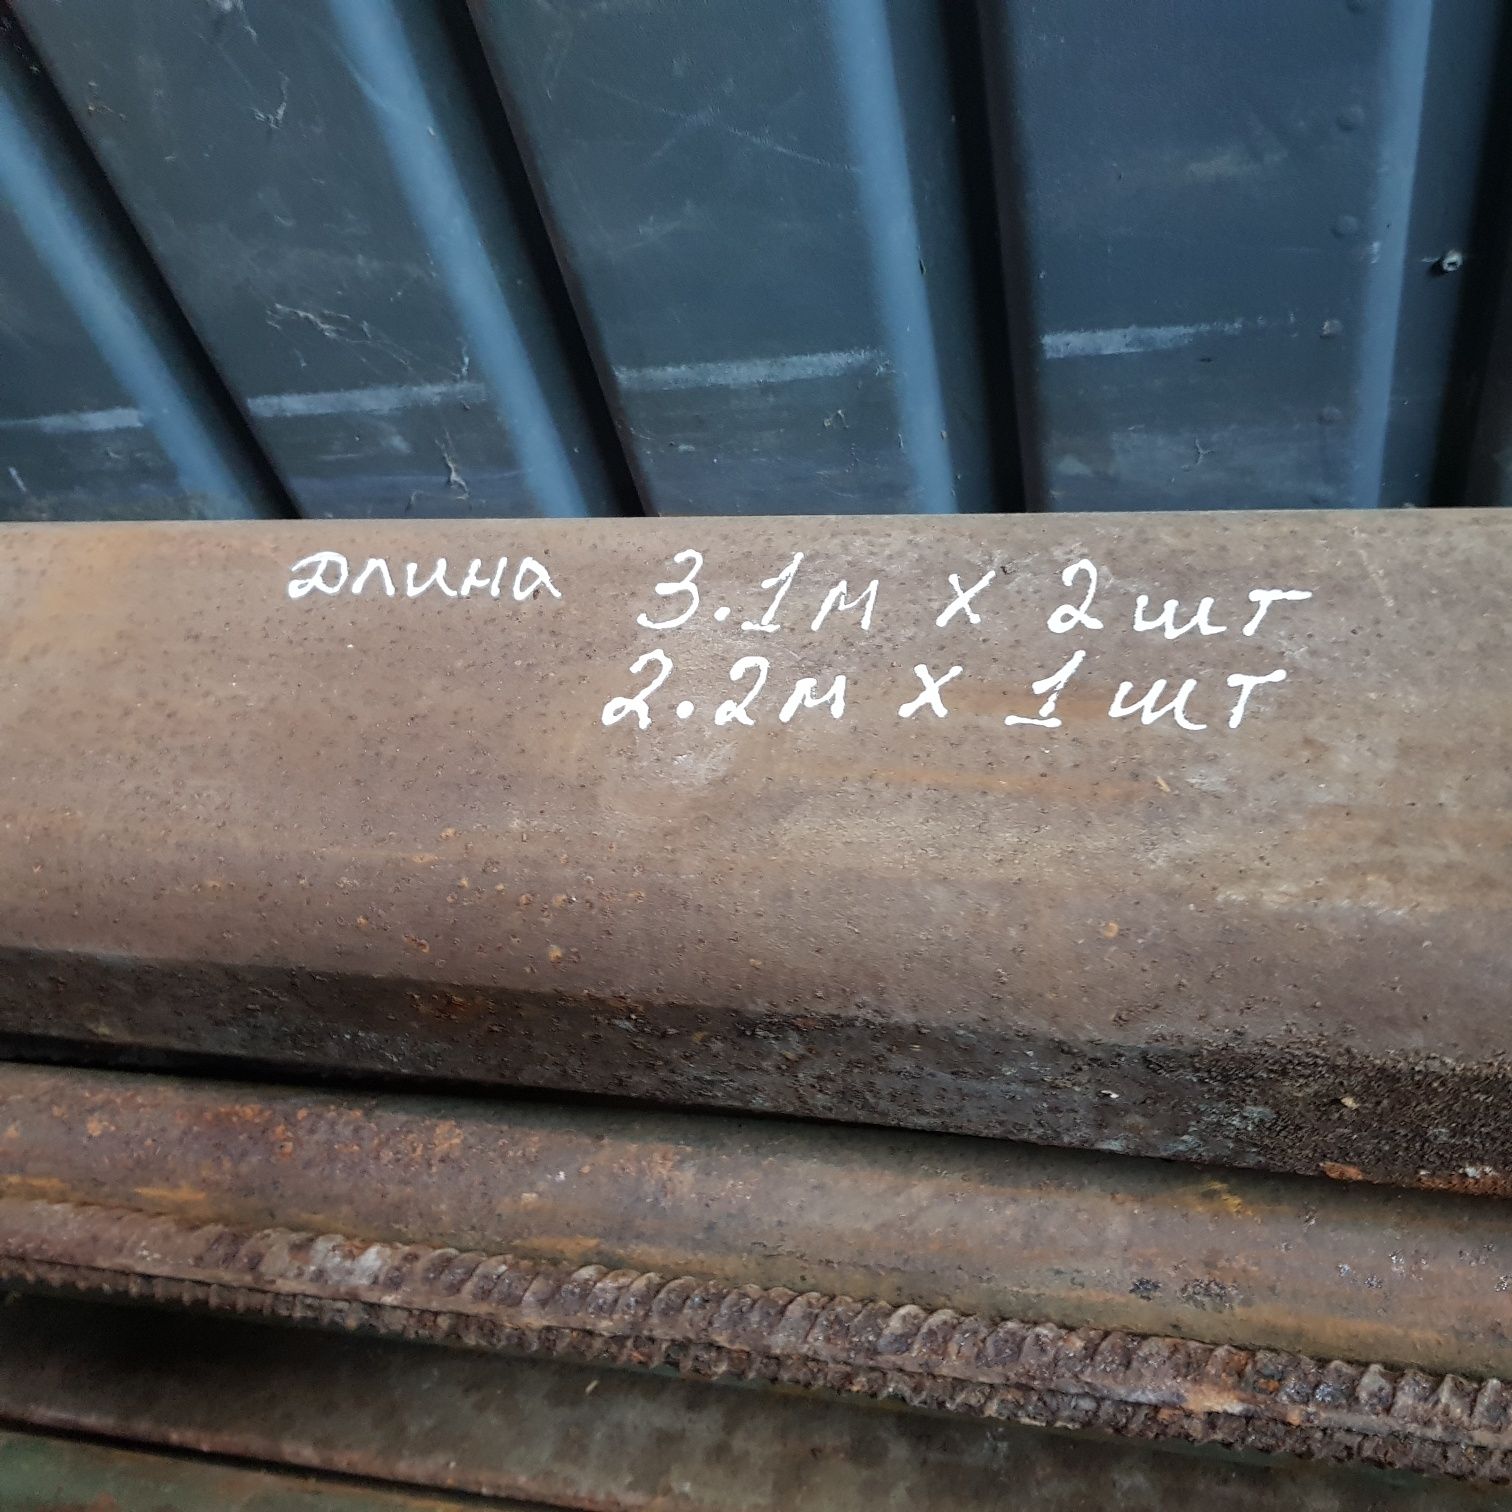 длина 3.1м х 2шт
2.2м х 1шт